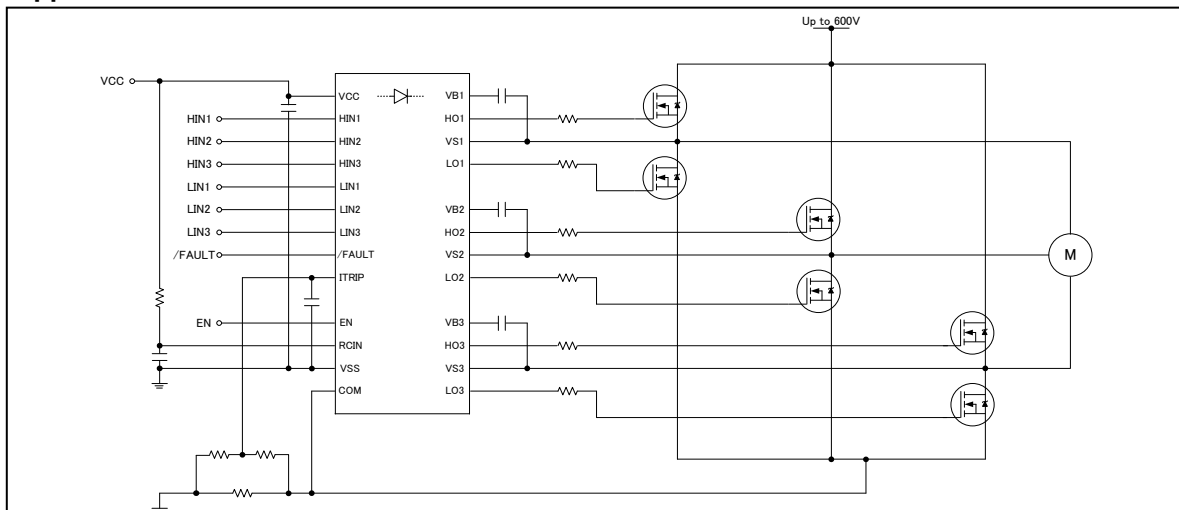 Up to 600V
VCC
VCC
VB1
HIN1
HIN1
HO1
HIN2
HIN2
VS1
HIN3
HIN3
LO1
LIN1
LIN1
LIN2
LIN2
VB2
LIN3
LIN3
HO2
/FAULT
/FAULT
VS2
M
ITRIP
LO2
EN
EN
VB3
RCIN
HO3
VSS
VS3
COM
LO3